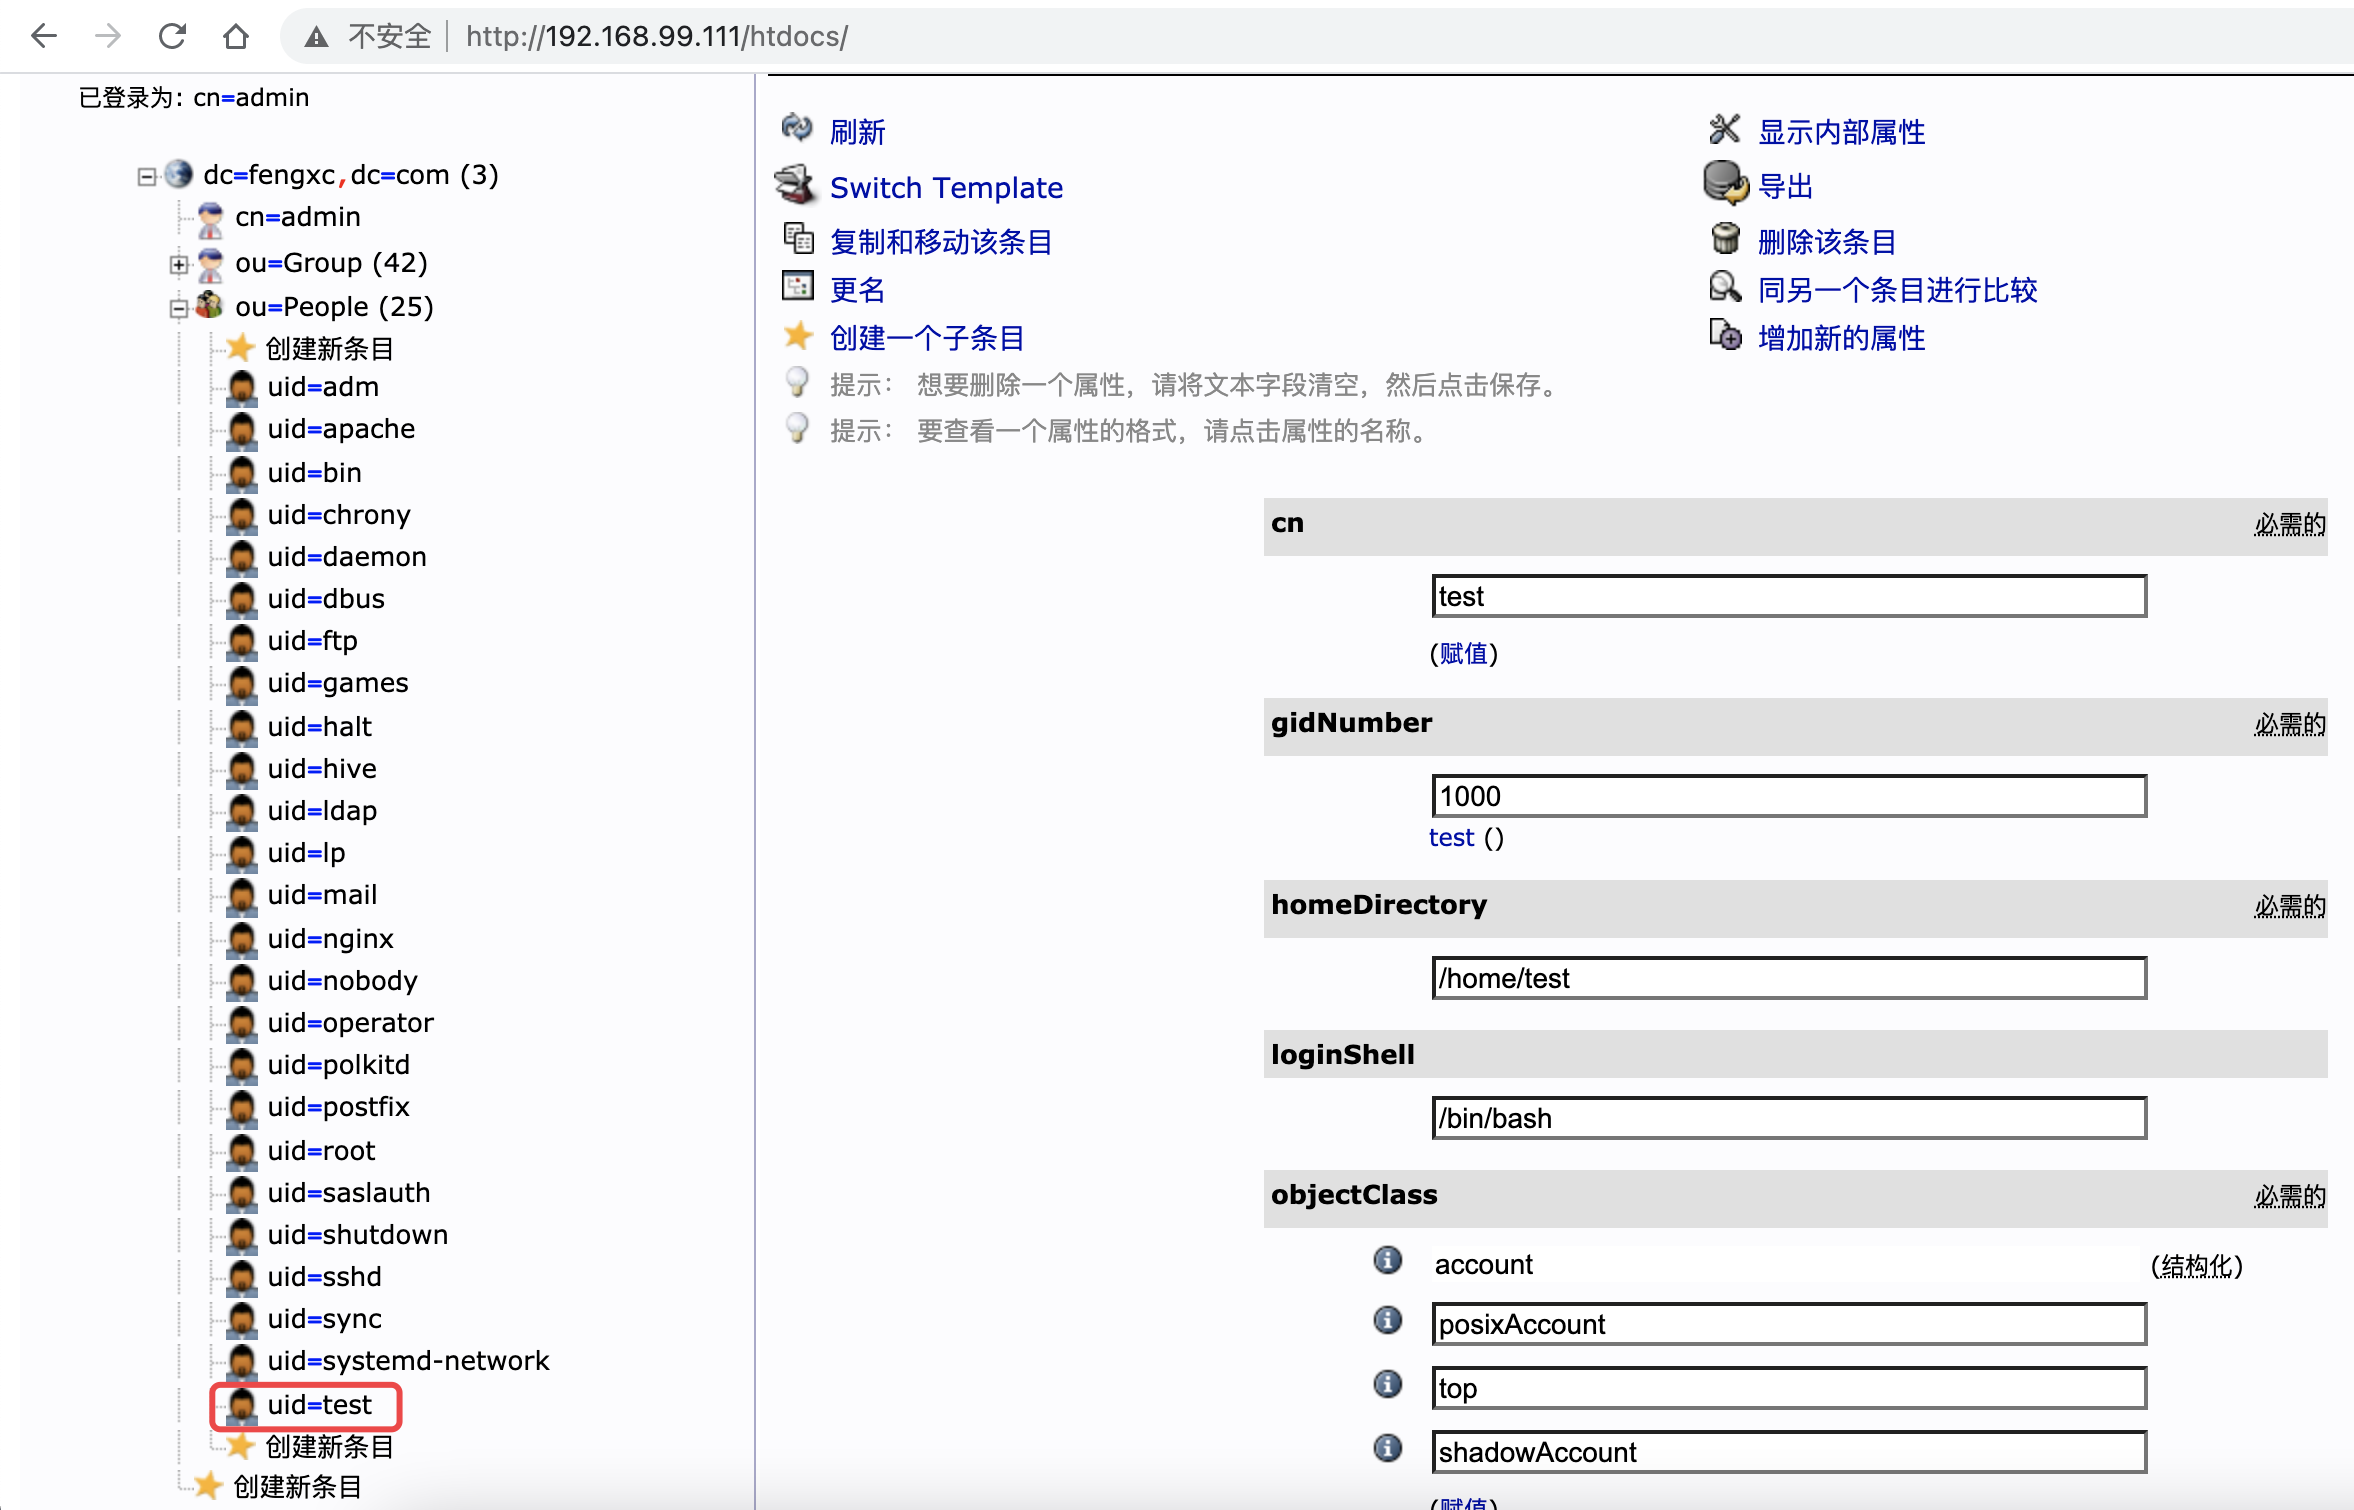 不安全 http://192.168.99.111/htdocs/
已登录为: cn=admin
dc=fengxc,dc=com (3)
cn=admin
ou=Group (42)
ou=People (25)
创建新条目
uid=adm
uid=apache
uid=bin
uid=chrony
uid=daemon
uid=dbus
uid=ftp
uid=games
uid=halt
uid=hive
uid=ldap
uid=lp
uid=mail
uid=nginx
uid=nobody
uid=operator
uid=polkitd
uid=postfix
uid=root
uid=saslauth
uid=shutdown
uid=sshd
uid=sync
uid=systemd-network
uid=test
创建新条目
创建新条目
刷新
显示内部属性
Switch Template
导出
复制和移动该条目
删除该条目
更名
同另一个条目进行比较
创建一个子条目
增加新的属性
提示： 想要删除一个属性，请将文本字段清空，然后点击保存。
提示： 要查看一个属性的格式，请点击属性的名称。
cn 必需的
test
(赋值)
gidNumber 必需的
1000
test ()
homeDirectory 必需的
/home/test
loginShell
/bin/bash
objectClass 必需的
account (结构化)
posixAccount
top
shadowAccount
(赋值)